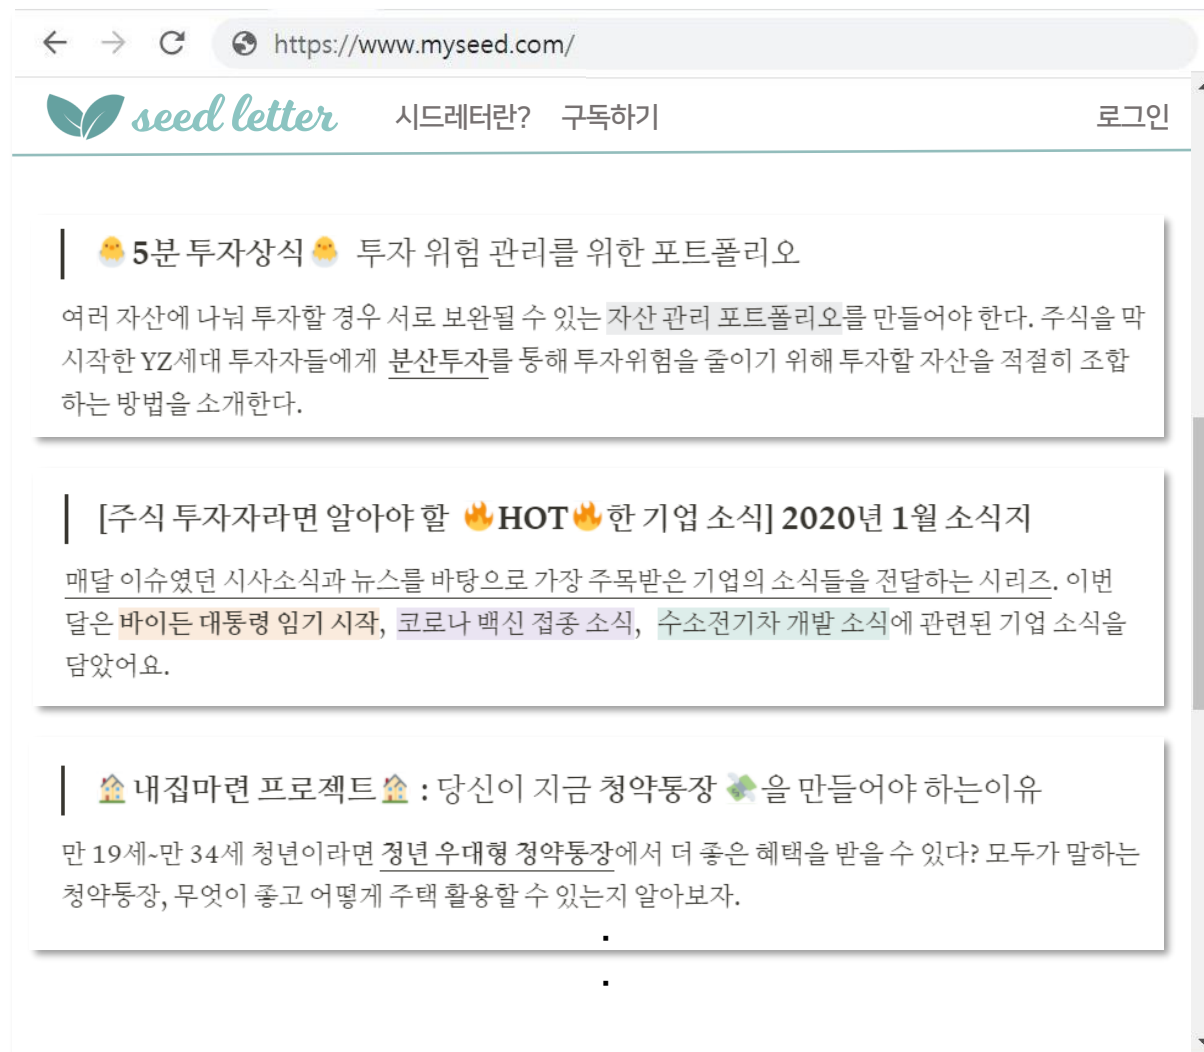 https://www.myseed.com/
seed letter 시드레터란? 구독하기 로그인
🐣5분 투자상식🐣 투자 위험 관리를 위한 포트폴리오
여러 자산에 나눠 투자할 경우 서로 보완될 수 있는 자산 관리 포트폴리오를 만들어야 한다. 주식을 막
시작한 YZ세대 투자자들에게 분산투자를 통해 투자위험을 줄이기 위해 투자할 자산을 적절히 조합
하는 방법을 소개한다.
[주식 투자자라면 알아야 할 🔥HOT🔥한 기업 소식] 2020년 1월 소식지
매달 이슈였던 시사소식과 뉴스를 바탕으로 가장 주목받은 기업의 소식들을 전달하는 시리즈. 이번
달은 바이든 대통령 임기 시작, 코로나 백신 접종 소식, 수소전기차 개발 소식에 관련된 기업 소식을
담았어요.
🏠내집마련 프로젝트🏠 : 당신이 지금 청약통장 💸을 만들어야 하는이유
만 19세~만 34세 청년이라면 청년 우대형 청약통장에서 더 좋은 혜택을 받을 수 있다? 모두가 말하는
청약통장, 무엇이 좋고 어떻게 주택 활용할 수 있는지 알아보자.
.
.